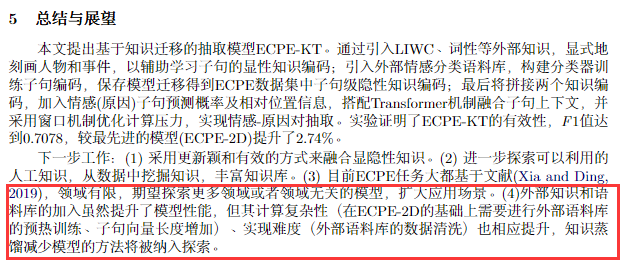 5 总结与展望
本文提出基于知识迁移的抽取模型ECPE-KT。通过引入LIWC、词性等外部知识，显式地
刻画人物和事件，以辅助学习子句的显性知识编码；引入外部情感分类语料库，构建分类器训
练子句编码，保存模型迁移得到ECPE数据集中子句级隐性知识编码；最后将拼接两个知识编
码，加入情感(原因)子句预测概率及相对位置信息，搭配Transformer机制融合子句上下文，并
采用窗口机制优化计算压力，实现情感-原因对抽取。实验证明了ECPE-KT的有效性，F1值达
到0.7078，较最先进的模型(ECPE-2D)提升了2.74%。
下一步工作：(1) 采用更新颖和有效的方式来融合显隐性知识。(2) 进一步探索可以利用的
人工知识，从数据中挖掘知识，丰富知识库。(3) 目前ECPE任务大都基于文献(Xia and Ding,
2019)，领域有限，期望探索更多领域或者领域无关的模型，扩大应用场景。(4)外部知识和语
料库的加入虽然提升了模型性能，但其计算复杂性（在ECPE-2D的基础上需要进行外部语料库
的预热训练、子句向量长度增加）、实现难度（外部语料库的数据清洗）也相应提升，知识蒸
馏减少模型的方法将被纳入探索。